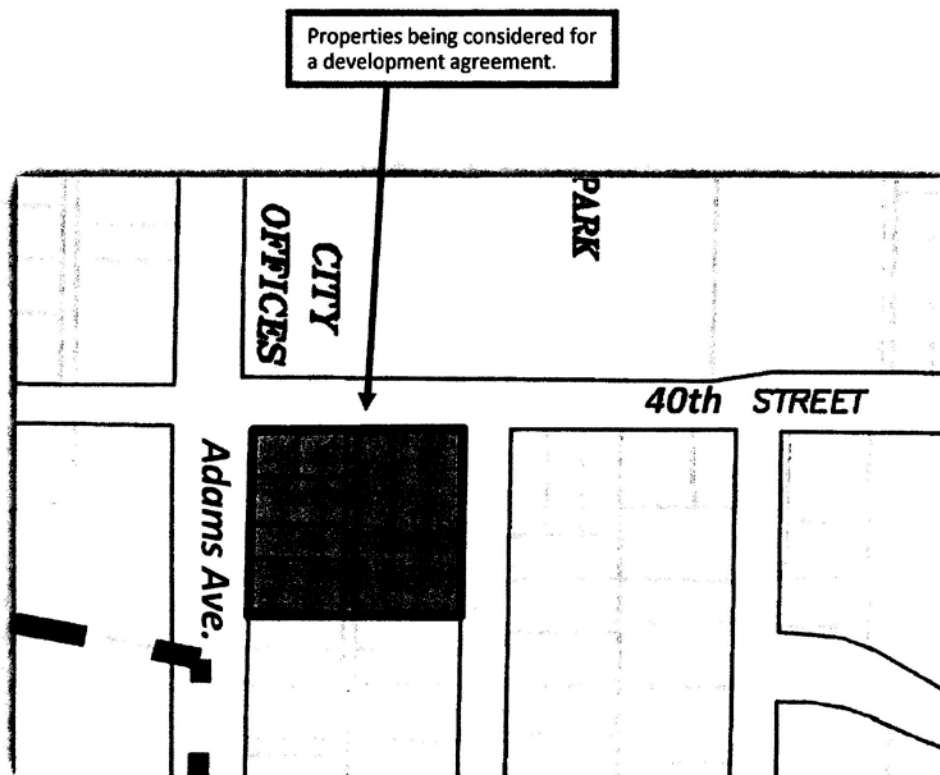 Properties being considered for
a development agreement.
CITY
OFFICES
PARK
40th STREET
Adams Ave.